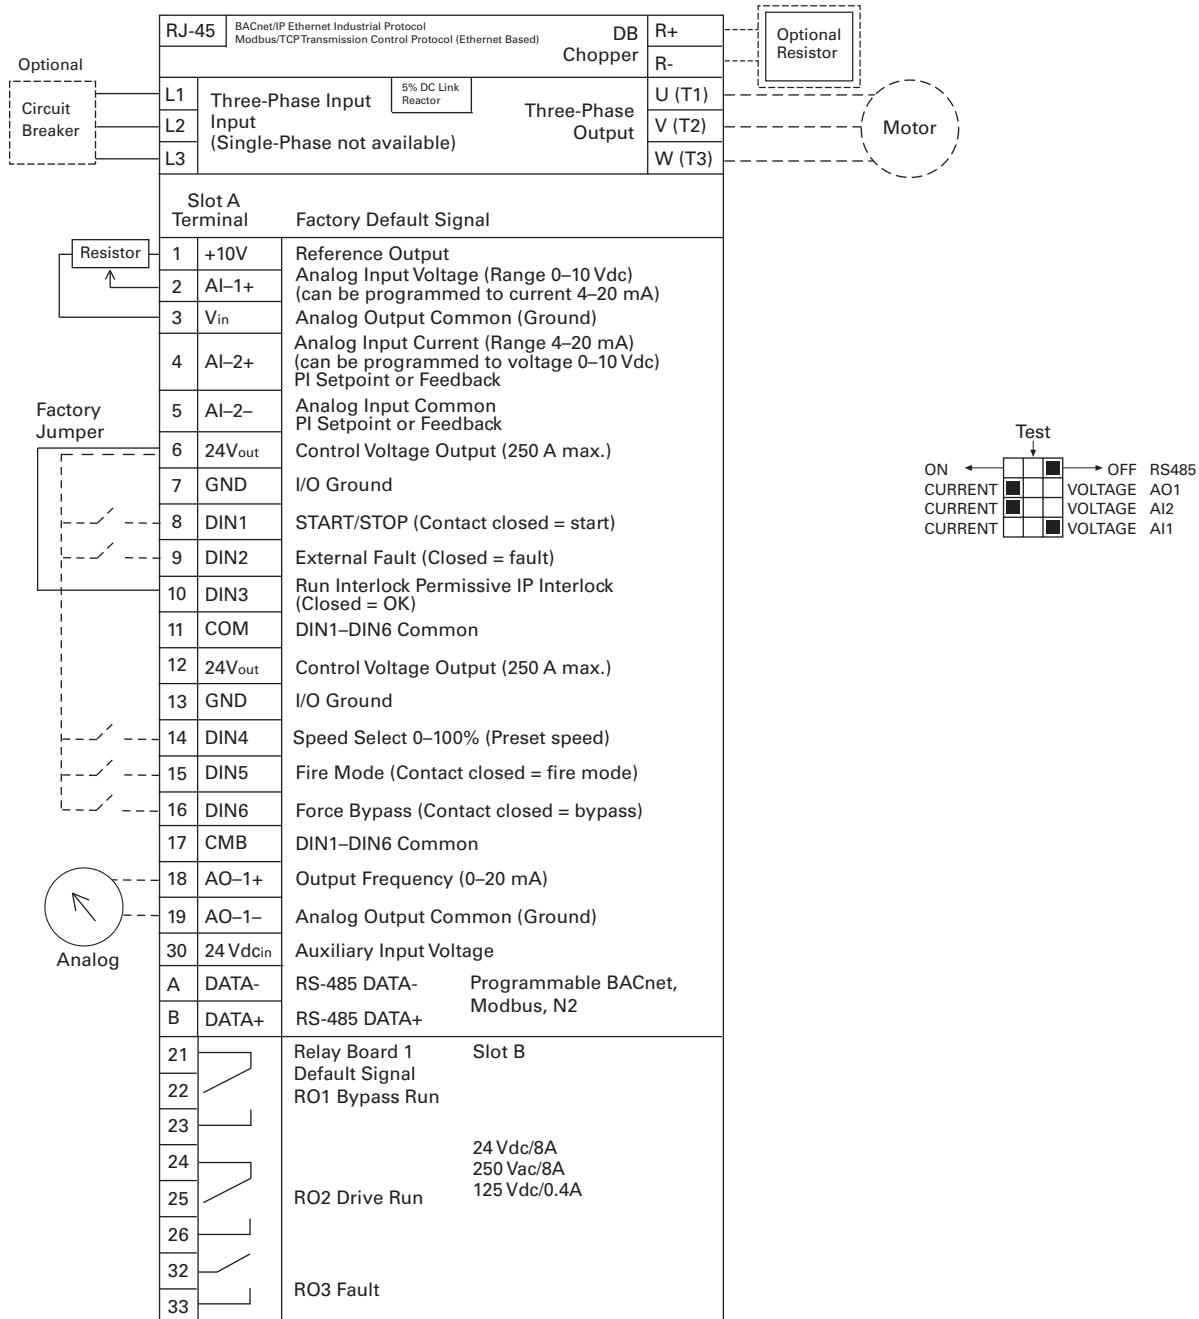 RJ-45
BACnet/IP Ethernet Industrial Protocol
Modbus/TCP Transmission Control Protocol (Ethernet Based)
DB
Chopper
R+
R-
Optional
Resistor
Optional
Circuit
Breaker
L1
L2
L3
Three-Phase Input
Input
(Single-Phase not available)
5% DC Link
Reactor
Three-Phase
Output
U (T1)
V (T2)
W (T3)
Motor
Slot A
Terminal
Factory Default Signal
Resistor
1 +10V Reference Output
2 AI–1+ Analog Input Voltage (Range 0–10 Vdc)
(can be programmed to current 4–20 mA)
3 Vin Analog Output Common (Ground)
4 AI–2+ Analog Input Current (Range 4–20 mA)
(can be programmed to voltage 0–10 Vdc)
PI Setpoint or Feedback
5 AI–2– Analog Input Common
PI Setpoint or Feedback
Factory
Jumper
6 24Vout Control Voltage Output (250 A max.)
7 GND I/O Ground
8 DIN1 START/STOP (Contact closed = start)
9 DIN2 External Fault (Closed = fault)
10 DIN3 Run Interlock Permissive IP Interlock
(Closed = OK)
11 COM DIN1–DIN6 Common
12 24Vout Control Voltage Output (250 A max.)
13 GND I/O Ground
14 DIN4 Speed Select 0–100% (Preset speed)
15 DIN5 Fire Mode (Contact closed = fire mode)
16 DIN6 Force Bypass (Contact closed = bypass)
17 CMB DIN1–DIN6 Common
18 AO–1+ Output Frequency (0–20 mA)
19 AO–1– Analog Output Common (Ground)
Analog
30 24 Vdcin Auxiliary Input Voltage
A DATA- RS-485 DATA-
B DATA+ RS-485 DATA+
Programmable BACnet,
Modbus, N2
21
22
23
Relay Board 1
Default Signal
RO1 Bypass Run
Slot B
24
25
26
RO2 Drive Run
24 Vdc/8A
250 Vac/8A
125 Vdc/0.4A
32
33
RO3 Fault
Test
ON OFF RS485
CURRENT VOLTAGE AO1
CURRENT VOLTAGE AI2
CURRENT VOLTAGE AI1